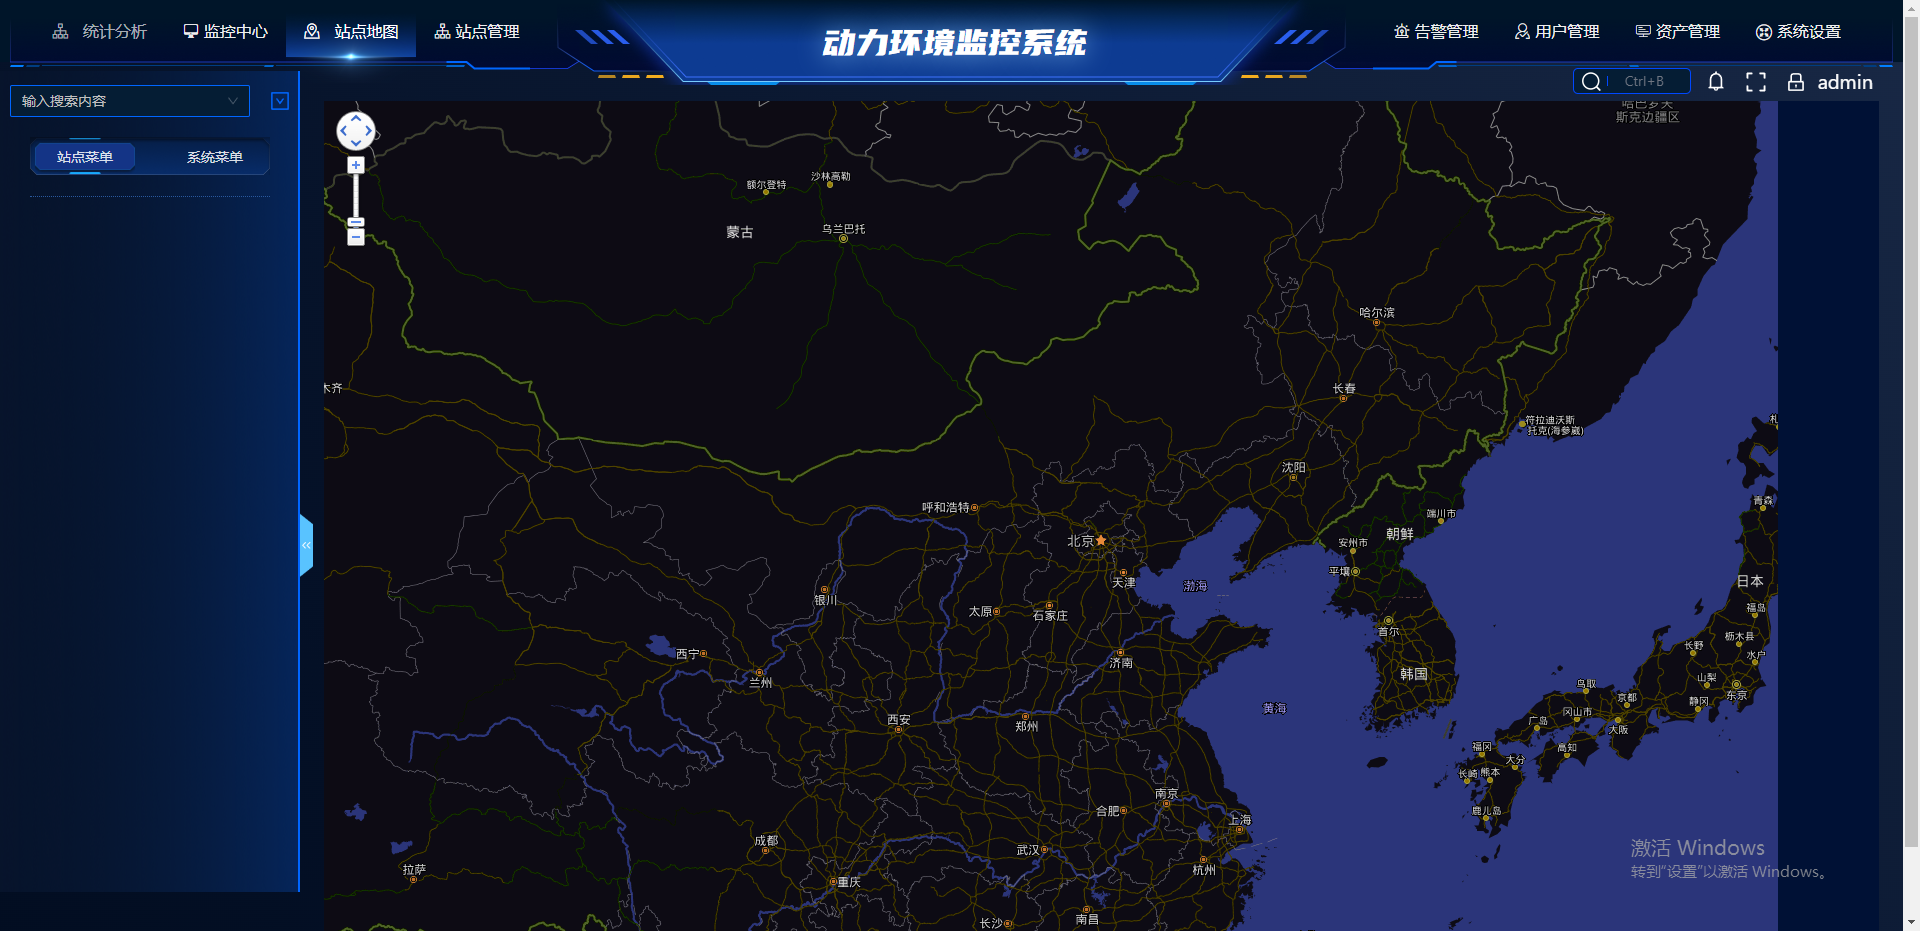 统计分析
监控中心
站点地图
站点管理
动力环境监控系统
告警管理
用户管理
资产管理
系统设置
Ctrl+B
admin
输入搜索内容
站点菜单
系统菜单
斯克边疆区
额尔登特
沙林高勒
蒙古
乌兰巴托
哈尔滨
木齐
长春
符拉迪沃斯
托克(海參崴)
札
沈阳
青森
呼和浩特
端川市
朝鲜
北京
安州市
平壤
天津
渤海
日本
银川
太原
石家庄
福岛
首尔
枥木县
长野
西宁
济南
水户
兰州
韩国
山梨
鸟取
东京
京都
静冈
黄海
冈山市
西安
广岛
郑州
大阪
福冈
高知
大分
长崎
熊本
南京
合肥
鹿儿岛
上海
成都
武汉
激活 Windows
拉萨
杭州
转到"设置"以激活 Windows。
重庆
南昌
长沙